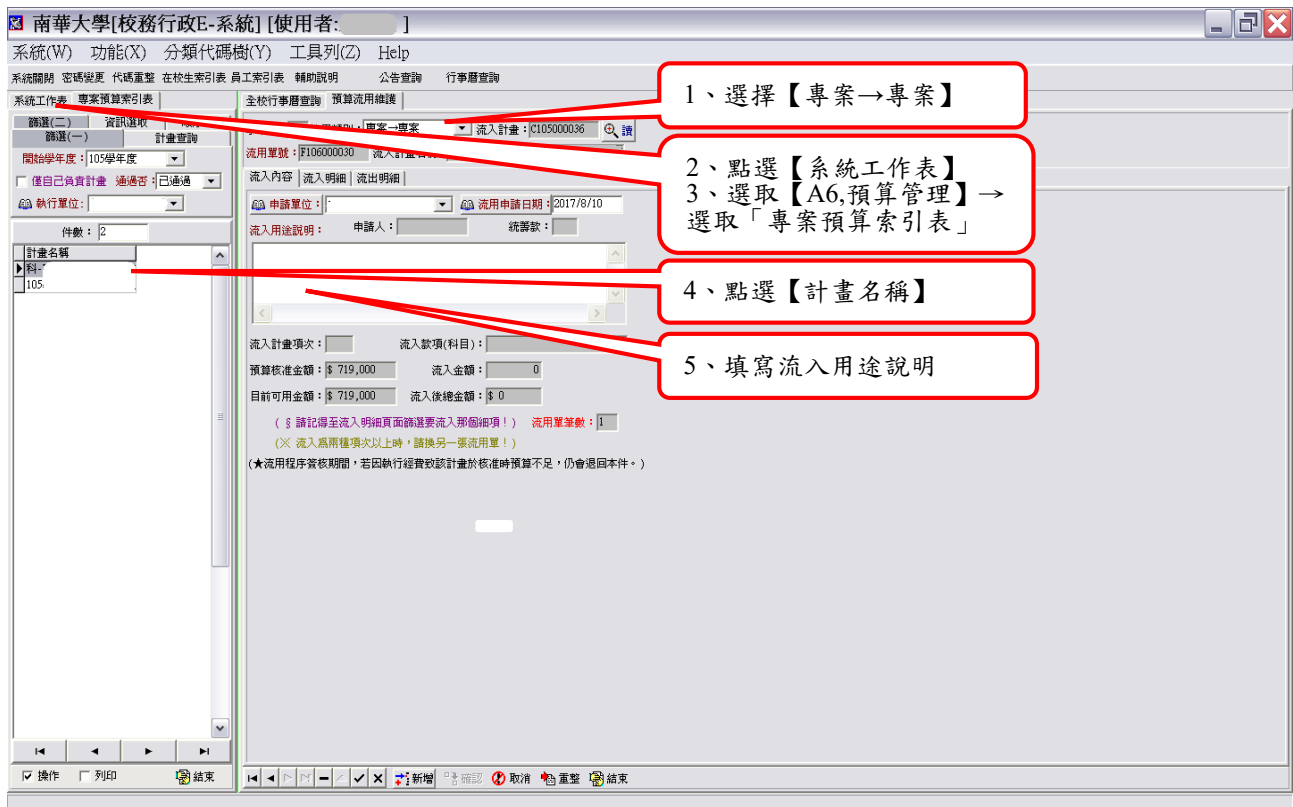 南華大學[校務行政E-系統] [使用者: ]
系統(W) 功能(X) 分類代碼樹(Y) 工具列(Z) Help
系統關閉 密碼變更 代碼重整 在校生索引表 員工索引表 輔助說明 公告查詢 行事曆查詢
系統工作表 專案預算索引表
全校行事曆查詢 預算流用維護
篩選(二) 資訊選取
篩選(一) 計畫查詢
開始學年度：105學年度
僅自己負責計畫 通過否：已通過
執行單位：
件數：2
計畫名稱
科-
105
專案→專案 流入計畫：C105000036 讀
流用單號：F106000030
流入內容 流入明細 流出明細
申請單位： 流用申請日期：2017/8/10
流入用途說明： 申請人： 統籌款：
流入計畫項次： 流入款項(科目)：
預算核准金額：$ 719,000 流入金額： 0
目前可用金額：$ 719,000 流入後總金額：$ 0
( § 請記得至流入明細頁面篩選要流入那個細項！) 流用單筆數：1
(※ 流入為兩種項次以上時，請換另一張流用單！)
(★流用程序簽核期間，若因執行經費致該計畫於核准時預算不足，仍會退回本件。)
1、選擇【專案→專案】
2、點選【系統工作表】
3、選取【A6,預算管理】→
選取「專案預算索引表」
4、點選【計畫名稱】
5、填寫流入用途說明
操作 列印 結束
新增 確認 取消 重整 結束